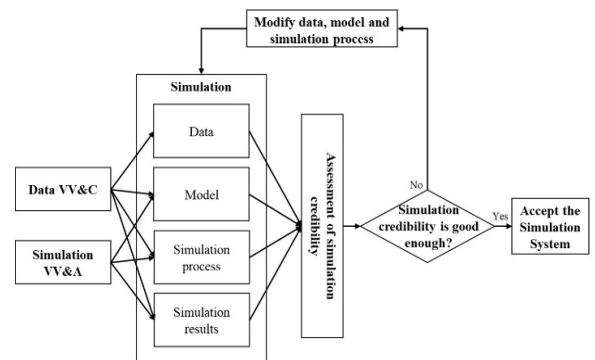 Modify data, model and
simulation process
Simulation
Data
Model
Simulation
process
Simulation
results
Data VV&C
Simulation
VV&A
Assessment of simulation
credibility
No
Simulation
credibility is good
enough?
Yes
Accept the
Simulation
System